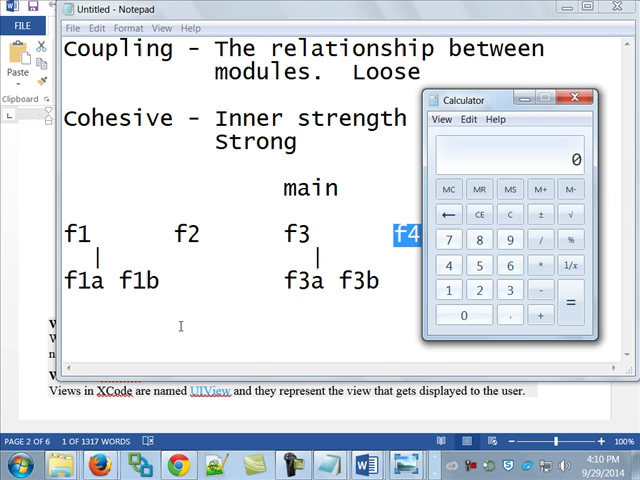 Untitled - Notepad
File Edit Format View Help
Coupling - The relationship between
modules. Loose
Cohesive - Inner strength
Strong
main
f1 f2 f3 f4
| |
f1a f1b f3a f3b
Calculator
View Edit Help
0
MC MR MS M+ M-
← CE C ± √
7 8 9 / %
4 5 6 * 1/x
1 2 3 - =
0 . +
FILE
Paste
Clipboard
Views in XCode are named UIView and they represent the view that gets displayed to the user.
PAGE 2 OF 6 1 OF 1317 WORDS 100%
4:10 PM
9/29/2014